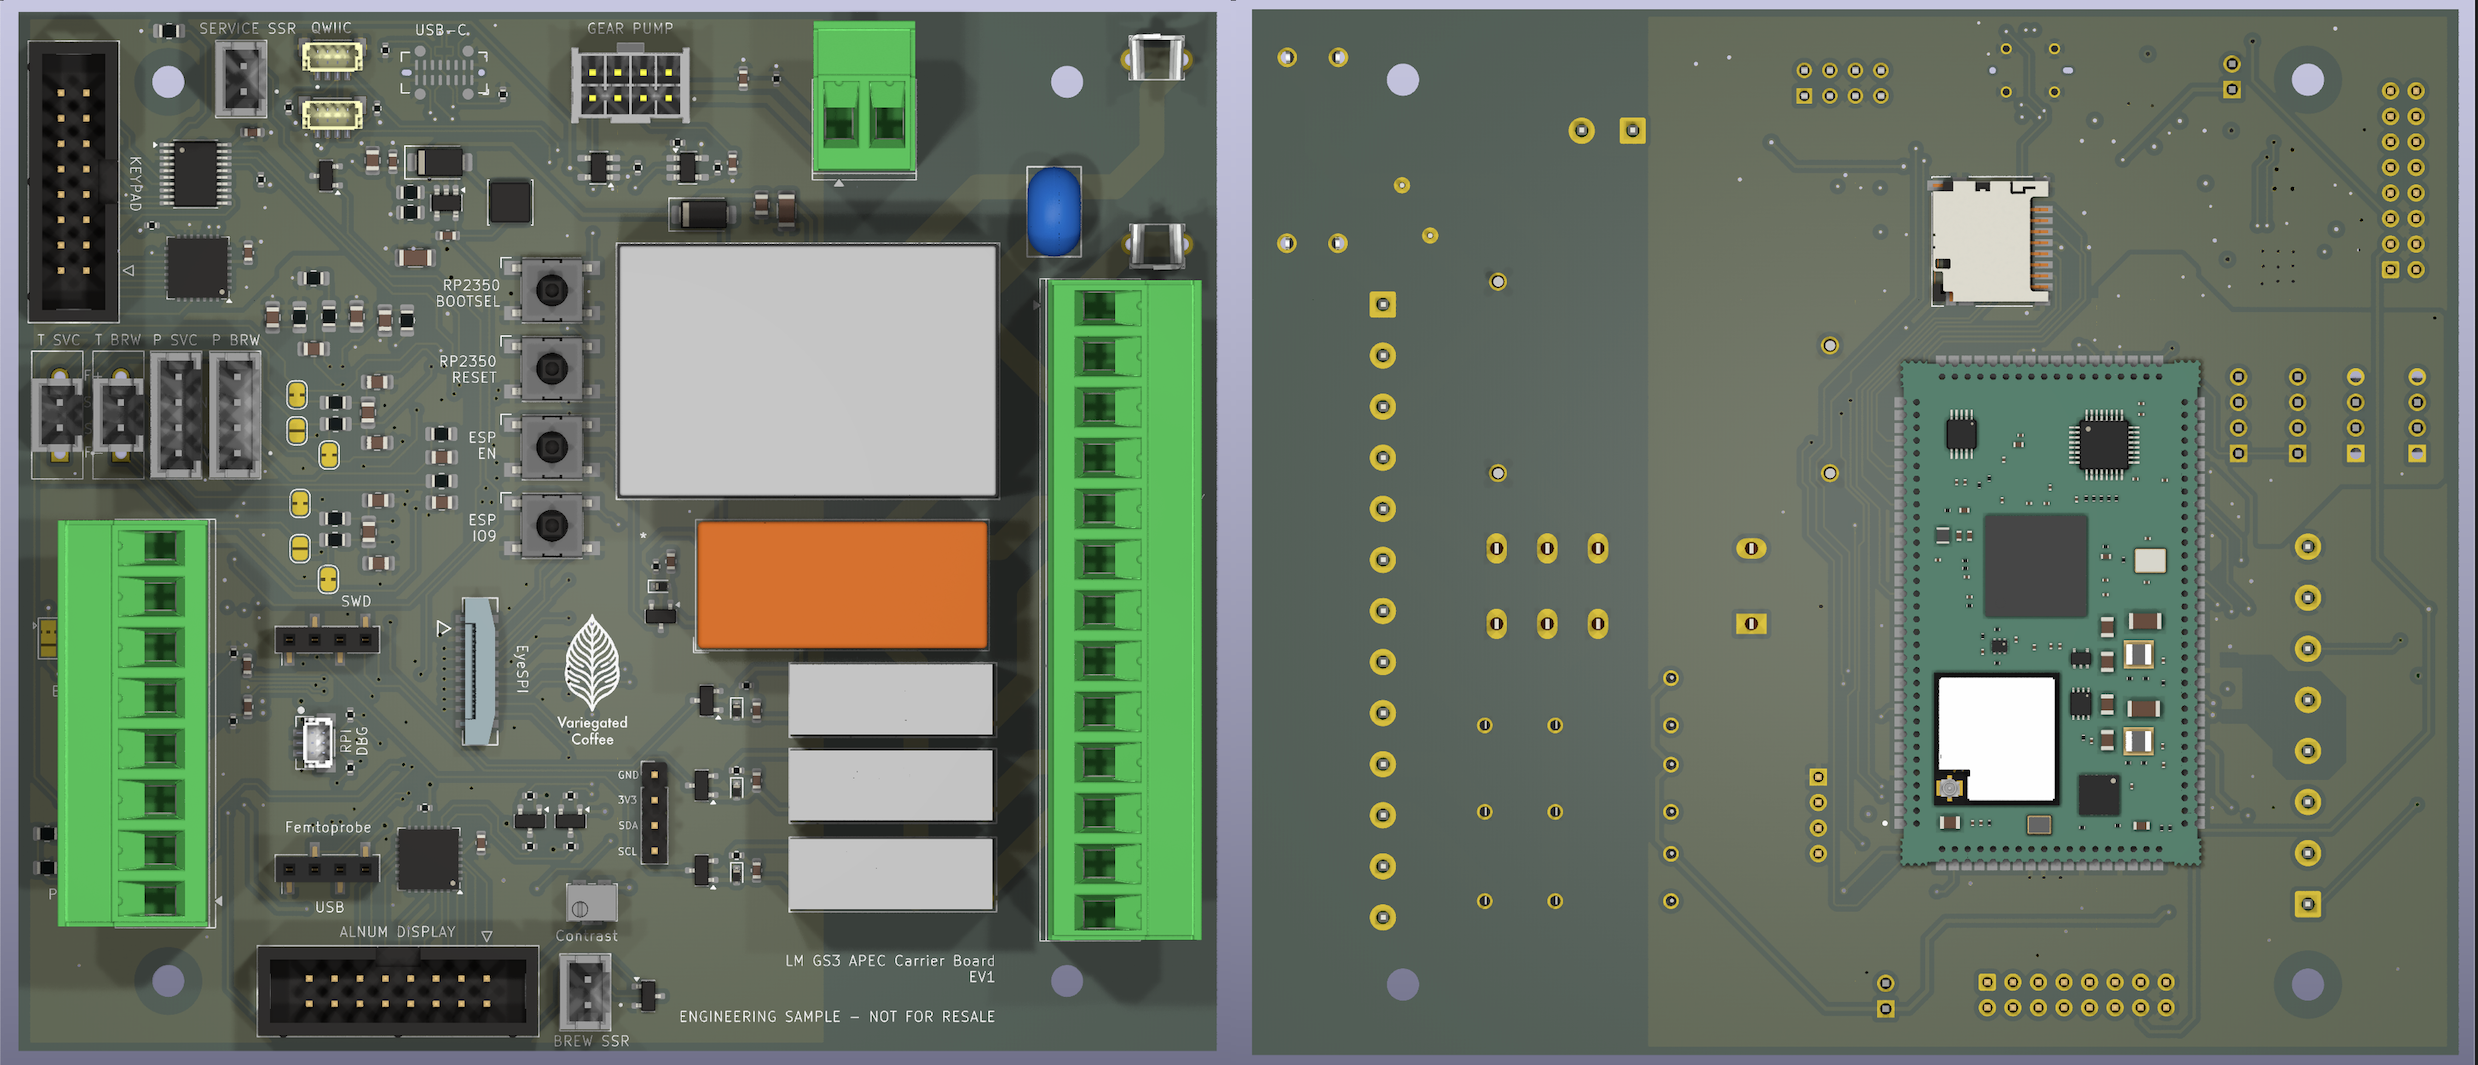 SERVICE SSR
QWIIC
USB-C
GEAR PUMP
KEYPAD
RP2350
BOOTSEL
RP2350
RESET
ESP
EN
ESP
IO9
T SVC
T BRW
P SVC
P BRW
SWD
EyeSPI
Variegated
Coffee
RPI
DBG
GND
3V3
SDA
SCL
Femtoprobe
USB
ALNUM DISPLAY
Contrast
BREW SSR
LM GS3 APEC Carrier Board
EV1
ENGINEERING SAMPLE – NOT FOR RESALE